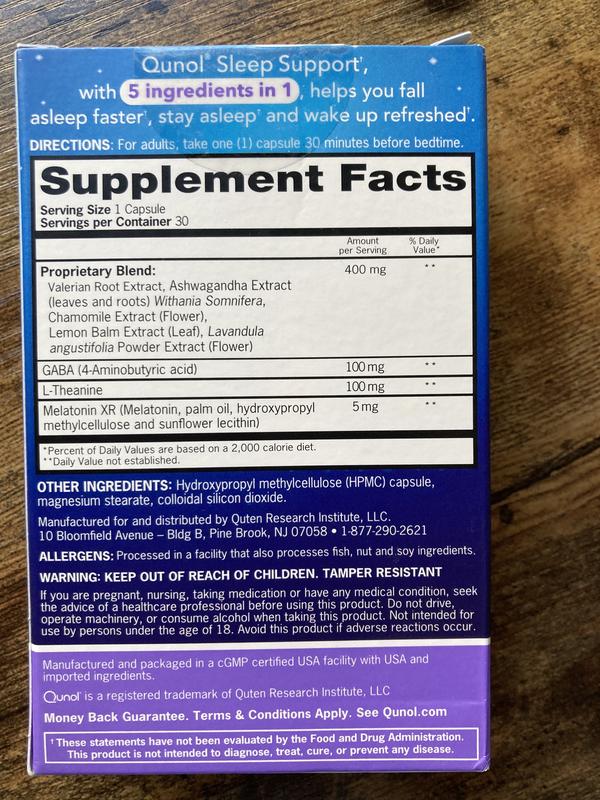 Qunol® Sleep Support†,
with 5 ingredients in 1, helps you fall
asleep faster†, stay asleep† and wake up refreshed†.
DIRECTIONS: For adults, take one (1) capsule 30 minutes before bedtime.
Supplement Facts
Serving Size 1 Capsule
Servings per Container 30
Amount per Serving % Daily Value*
Proprietary Blend: 400 mg **
Valerian Root Extract, Ashwagandha Extract
(leaves and roots) Withania Somnifera,
Chamomile Extract (Flower),
Lemon Balm Extract (Leaf), Lavandula
angustifolia Powder Extract (Flower)
GABA (4-Aminobutyric acid) 100 mg **
L-Theanine 100 mg **
Melatonin XR (Melatonin, palm oil, hydroxypropyl 5 mg **
methylcellulose and sunflower lecithin)
*Percent of Daily Values are based on a 2,000 calorie diet.
**Daily Value not established.
OTHER INGREDIENTS: Hydroxypropyl methylcellulose (HPMC) capsule,
magnesium stearate, colloidal silicon dioxide.
Manufactured for and distributed by Quten Research Institute, LLC.
10 Bloomfield Avenue – Bldg B, Pine Brook, NJ 07058 • 1-877-290-2621
ALLERGENS: Processed in a facility that also processes fish, nut and soy ingredients.
WARNING: KEEP OUT OF REACH OF CHILDREN. TAMPER RESISTANT
If you are pregnant, nursing, taking medication or have any medical condition, seek
the advice of a healthcare professional before using this product. Do not drive,
operate machinery, or consume alcohol when taking this product. Not intended for
use by persons under the age of 18. Avoid this product if adverse reactions occur.
Manufactured and packaged in a cGMP certified USA facility with USA and
imported ingredients.
Qunol® is a registered trademark of Quten Research Institute, LLC
Money Back Guarantee. Terms & Conditions Apply. See Qunol.com
†These statements have not been evaluated by the Food and Drug Administration.
This product is not intended to diagnose, treat, cure, or prevent any disease.